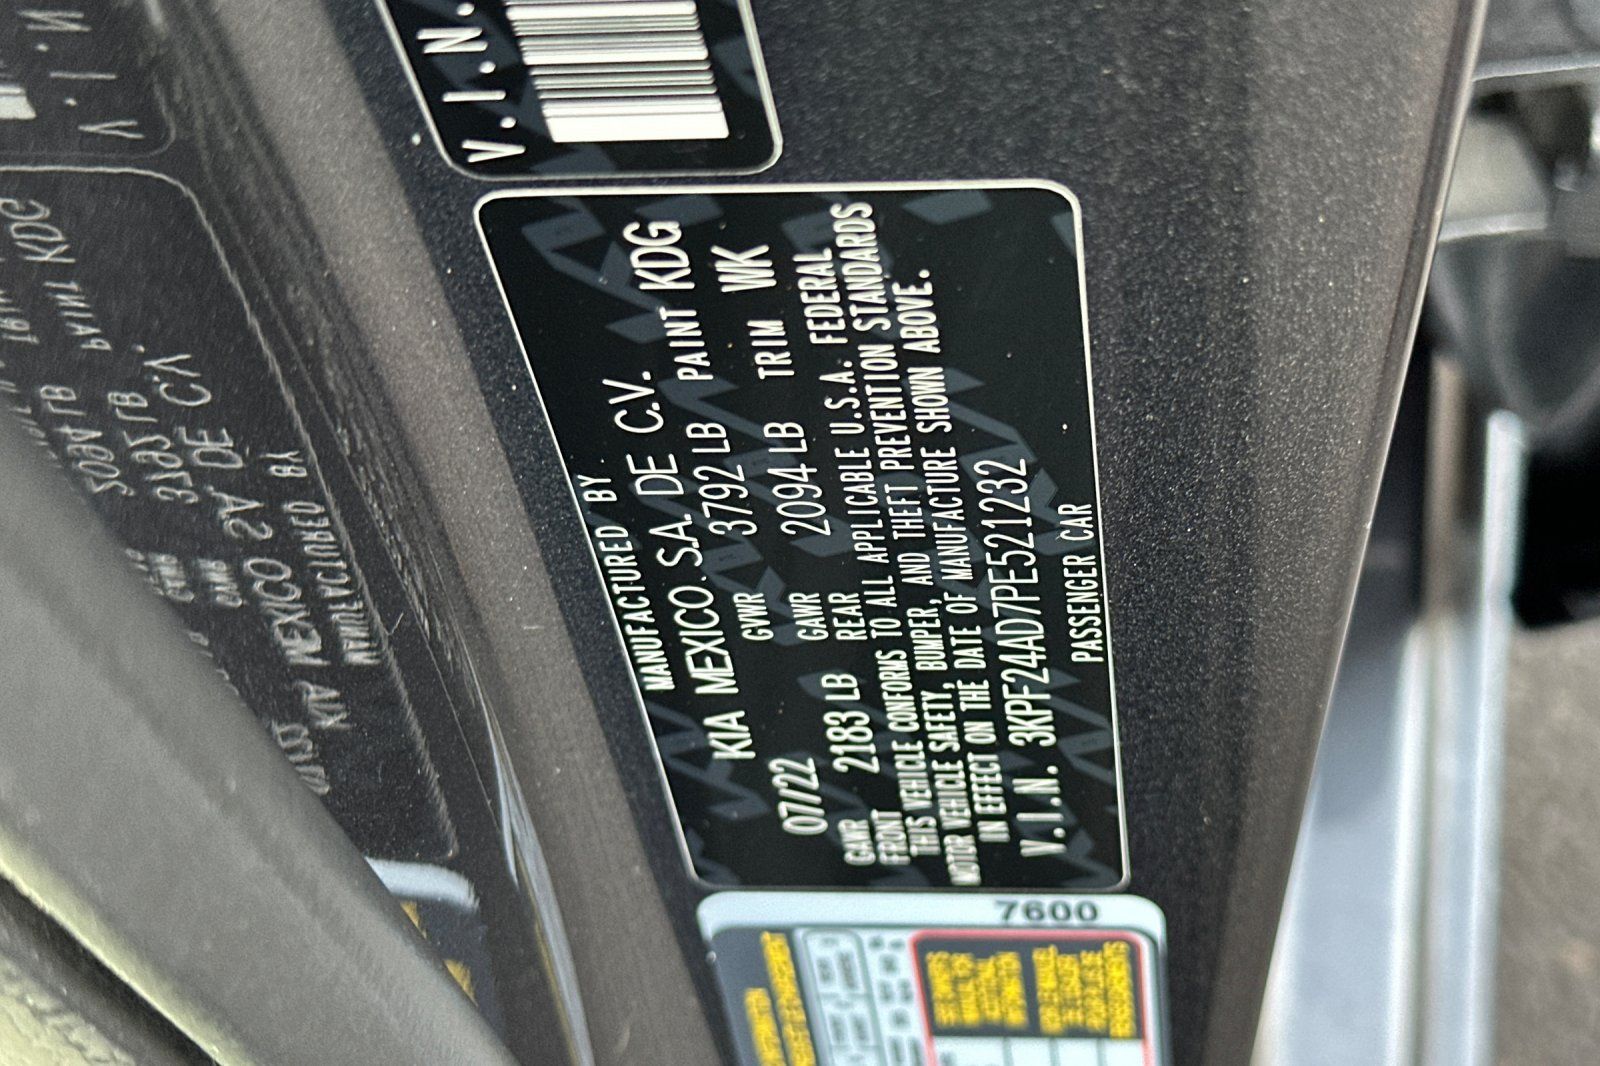 V.I.N.
MANUFACTURED BY
KIA MEXICO. S.A. DE C.V.
07/22 GVWR 3792 LB PAINT KDG
GAWR FRONT 2183 LB GAWR REAR 2094 LB TRIM WK
THIS VEHICLE CONFORMS TO ALL APPLICABLE U.S.A. FEDERAL
MOTOR VEHICLE SAFETY, BUMPER, AND THEFT PREVENTION STANDARDS
IN EFFECT ON THE DATE OF MANUFACTURE SHOWN ABOVE.
V.I.N. 3KPF24AD7PE521232
PASSENGER CAR
7600